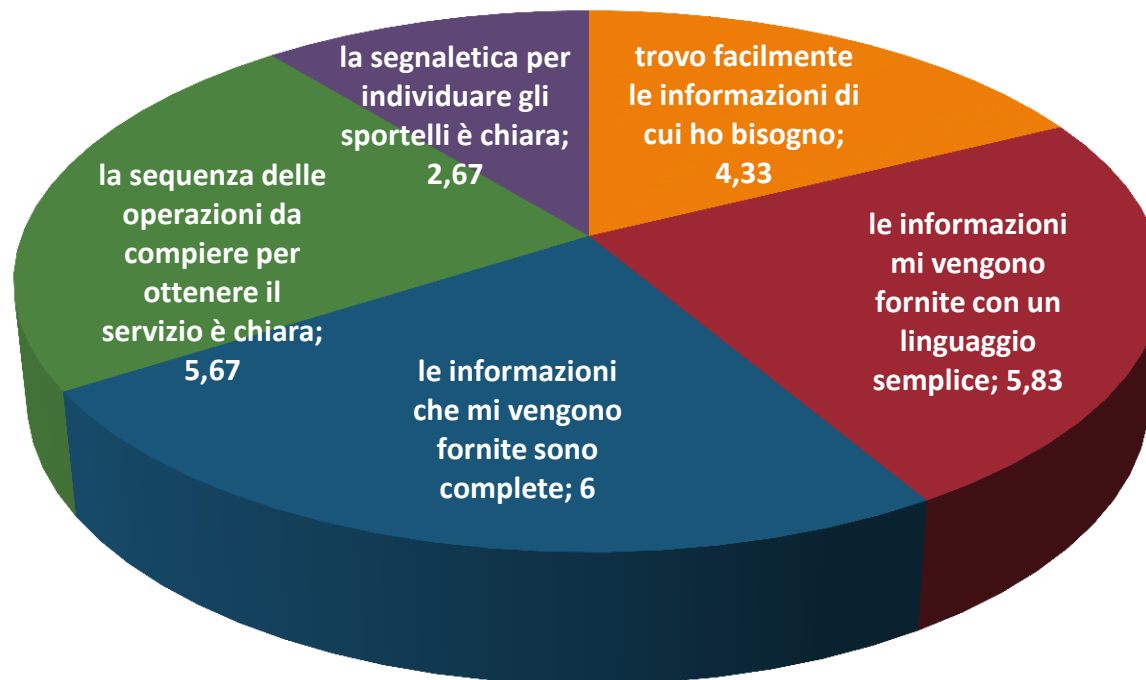 la segnaletica per
individuare gli
sportelli è chiara;
2,67
trovo facilmente
le informazioni di
cui ho bisogno;
4,33
la sequenza delle
operazioni da
compiere per
ottenere il
servizio è chiara;
5,67
le informazioni
mi vengono
fornite con un
linguaggio
semplice; 5,83
le informazioni
che mi vengono
fornite sono
complete; 6